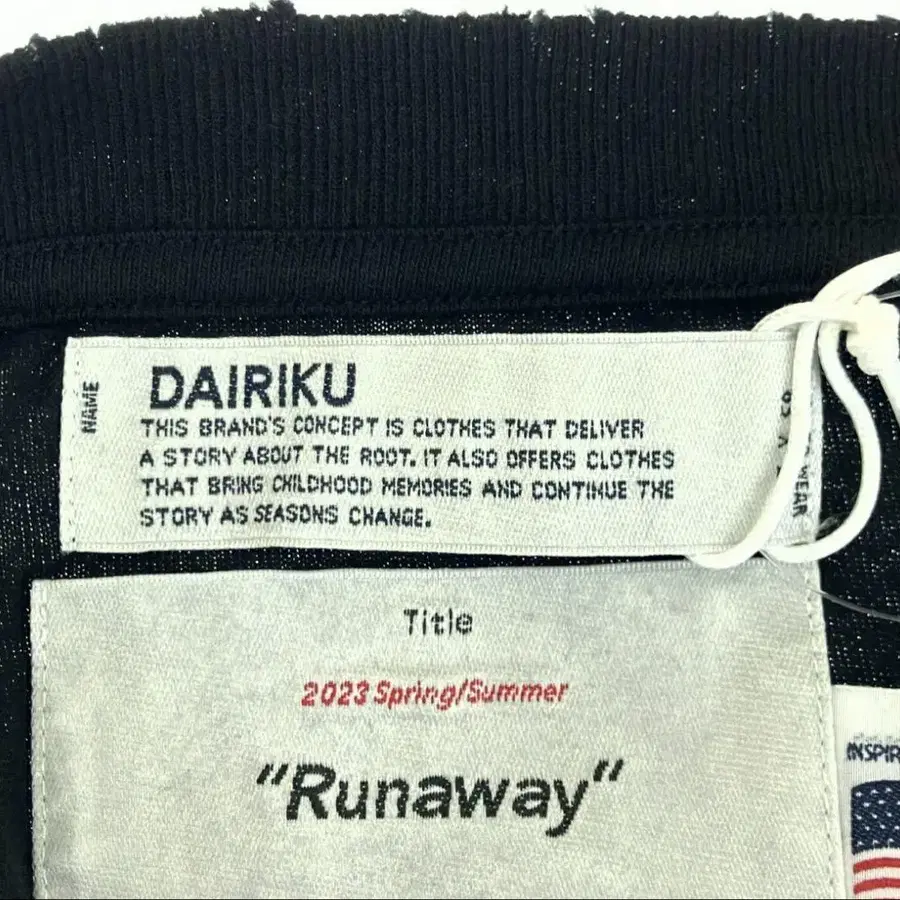 NAME
DAIRIKU
THIS BRAND'S CONCEPT IS CLOTHES THAT DELIVER
A STORY ABOUT THE ROOT. IT ALSO OFFERS CLOTHES
THAT BRING CHILDHOOD MEMORIES AND CONTINUE THE
STORY AS SEASONS CHANGE.
WEAR
Title
2023 Spring/Summer
"Runaway"
INSPIR